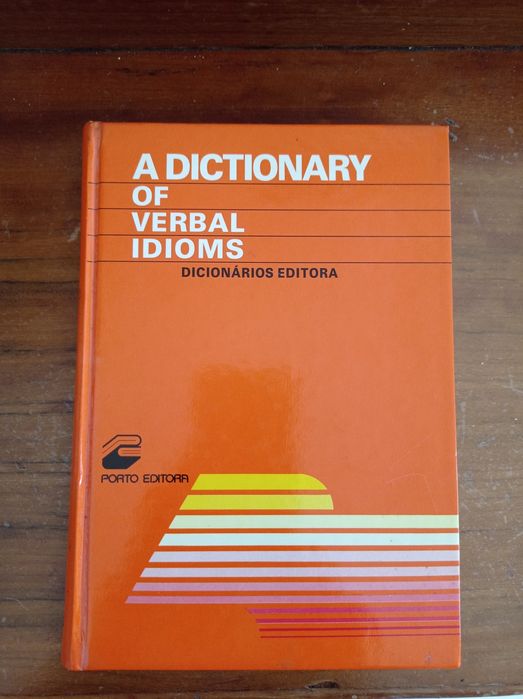 A DICTIONARY
OF
VERBAL
IDIOMS
DICIONÁRIOS EDITORA
PORTO EDITORA